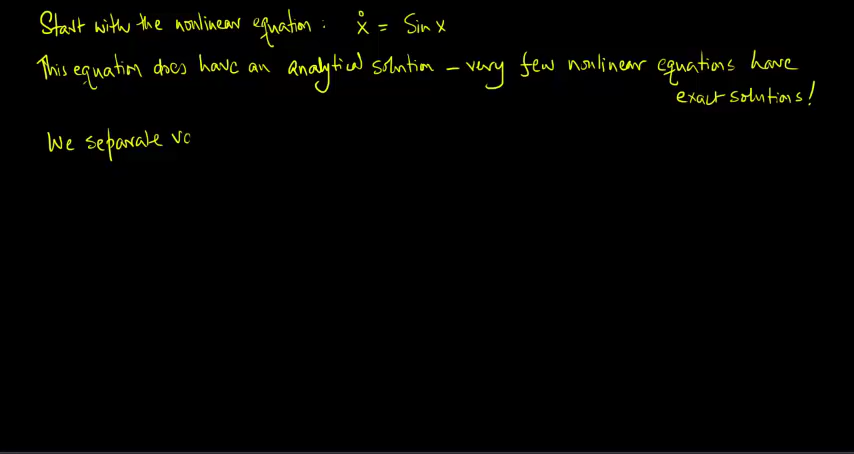 Start with the nonlinear equation: ẋ = Sin x
This equation does have an analytical solution – very few nonlinear equations have
exact solutions!
We separate va